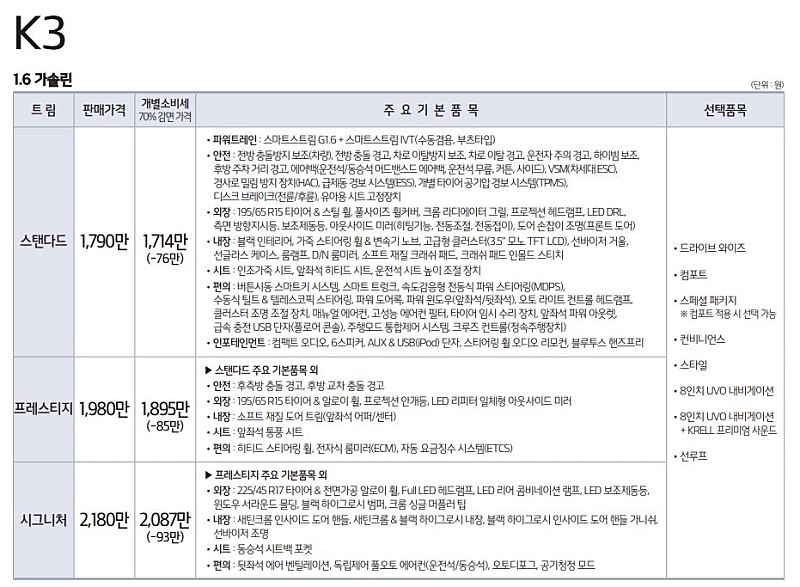 K3
1.6 가솔린
(단위 : 원)
트 림
판매가격
개별소비세
70% 감면 가격
주 요 기 본 품 목
선택품목
스탠다드
1,790만
1,714만
(-76만)
• 파워트레인 : 스마트스트림 G1.6 + 스마트스트림 IVT(수동겸용, 부츠타입)
• 안전 : 전방 충돌방지 보조(차량), 전방 충돌 경고, 차로 이탈방지 보조, 차로 이탈 경고, 운전자 주의 경고, 하이빔 보조,
후방 주차 거리 경고, 에어백(운전석/동승석 어드밴스드 에어백, 운전석 무릎, 커튼, 사이드), VSM(차세대 ESC),
경사로 밀림 방지 장치(HAC), 급제동 경보 시스템(ESS), 개별 타이어 공기압 경보 시스템(TPMS),
디스크 브레이크(전륜/후륜), 유아용 시트 고정장치
• 외장 : 195/65 R15 타이어 & 스틸 휠, 풀사이즈 휠커버, 크롬 라디에이터 그릴, 프로젝션 헤드램프, LED DRL,
측면 방향지시등, 보조제동등, 아웃사이드 미러(히팅기능, 전동조절, 전동접이), 도어 손잡이 조명(프론트 도어)
• 내장 : 블랙 인테리어, 가죽 스티어링 휠 & 변속기 노브, 고급형 클러스터(3.5" 모노 TFT LCD), 선바이저 거울,
선글라스 케이스, 룸램프, D/N 룸미러, 소프트 재질 크래쉬 패드, 크래쉬 패드 인몰드 스티치
• 시트 : 인조가죽 시트, 앞좌석 히티드 시트, 운전석 시트 높이 조절 장치
• 편의 : 버튼시동 스마트키 시스템, 스마트 트렁크, 속도감응형 전동식 파워 스티어링(MDPS),
수동식 틸트 & 텔레스코픽 스티어링, 파워 도어록, 파워 윈도우(앞좌석/뒷좌석), 오토 라이트 컨트롤 헤드램프,
클러스터 조명 조절 장치, 매뉴얼 에어컨, 고성능 에어컨 필터, 타이어 임시 수리 장치, 앞좌석 파워 아웃렛,
급속 충전 USB 단자(플로어 콘솔), 주행모드 통합제어 시스템, 크루즈 컨트롤(정속주행장치)
• 인포테인먼트 : 컴팩트 오디오, 6스피커, AUX & USB(iPod) 단자, 스티어링 휠 오디오 리모컨, 블루투스 핸즈프리
프레스티지
1,980만
1,895만
(-85만)
▶ 스탠다드 주요 기본품목 외
• 안전 : 후측방 충돌 경고, 후방 교차 충돌 경고
• 외장 : 195/65 R15 타이어 & 알로이 휠, 프로젝션 안개등, LED 리피터 일체형 아웃사이드 미러
• 내장 : 소프트 재질 도어 트림(앞좌석 어퍼/센터)
• 시트 : 앞좌석 통풍 시트
• 편의 : 히티드 스티어링 휠, 전자식 룸미러(ECM), 자동 요금징수 시스템(ETCS)
시그니처
2,180만
2,087만
(-93만)
▶ 프레스티지 주요 기본품목 외
• 외장 : 225/45 R17 타이어 & 전면가공 알로이 휠, Full LED 헤드램프, LED 리어 콤비네이션 램프, LED 보조제동등,
윈도우 서라운드 몰딩, 블랙 하이그로시 범퍼, 크롬 싱글 머플러 팁
• 내장 : 새틴크롬 인사이드 도어 핸들, 새틴크롬 & 블랙 하이그로시 내장, 블랙 하이그로시 인사이드 도어 핸들 가니쉬,
선바이저 조명
• 시트 : 동승석 시트백 포켓
• 편의 : 뒷좌석 에어 벤틸레이션, 독립제어 풀오토 에어컨(운전석/동승석), 오토디포그, 공기청정 모드
• 드라이브 와이즈
• 컴포트
• 스페셜 패키지
※ 컴포트 적용 시 선택 가능
• 컨비니언스
• 스타일
• 8인치 UVO 내비게이션
• 8인치 UVO 내비게이션
+ KRELL 프리미엄 사운드
• 선루프